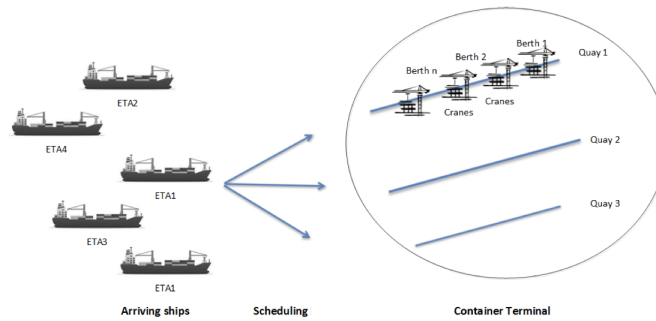 Berth 1
Berth 2
Berth n
Quay 1
Cranes
Cranes
ETA2
ETA4
Quay 2
ETA1
Quay 3
ETA3
ETA1
Arriving ships
Scheduling
Container Terminal